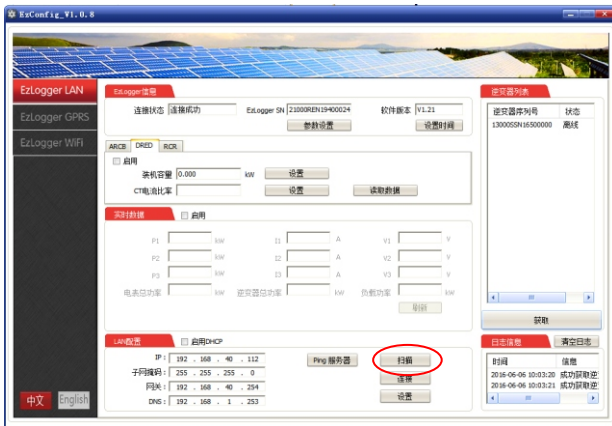 EzConfig_V1.0.8
EzLogger LAN
EzLogger GPRS
EzLogger WiFi
中文 English
EzLogger信息
连接状态 连接成功 EzLogger SN 21000REN19400024 软件版本 V1.21
参数设置 设置时间
ARCB DRED RCR
启用
装机容量 0.000 kW 设置
CT电流比率 设置 读取数据
实时数据 启用
P1 kW I1 A V1 V
P2 kW I2 A V2 V
P3 kW I3 A V3 V
电表总功率 kW 逆变器总功率 kW 负载功率 kW
刷新
LAN配置 启用DHCP
IP: 192 . 168 . 40 . 112 Ping 服务器 扫描
子网掩码: 255 . 255 . 255 . 0 连接
网关: 192 . 168 . 40 . 254
DNS: 192 . 168 . 1 . 253 设置
逆变器列表
逆变器序列号 状态
13000SSN16500000 离线
获取
日志信息 清空日志
时间 信息
2016-06-06 10:03:20 成功获取逆
2016-06-06 10:03:21 成功获取逆